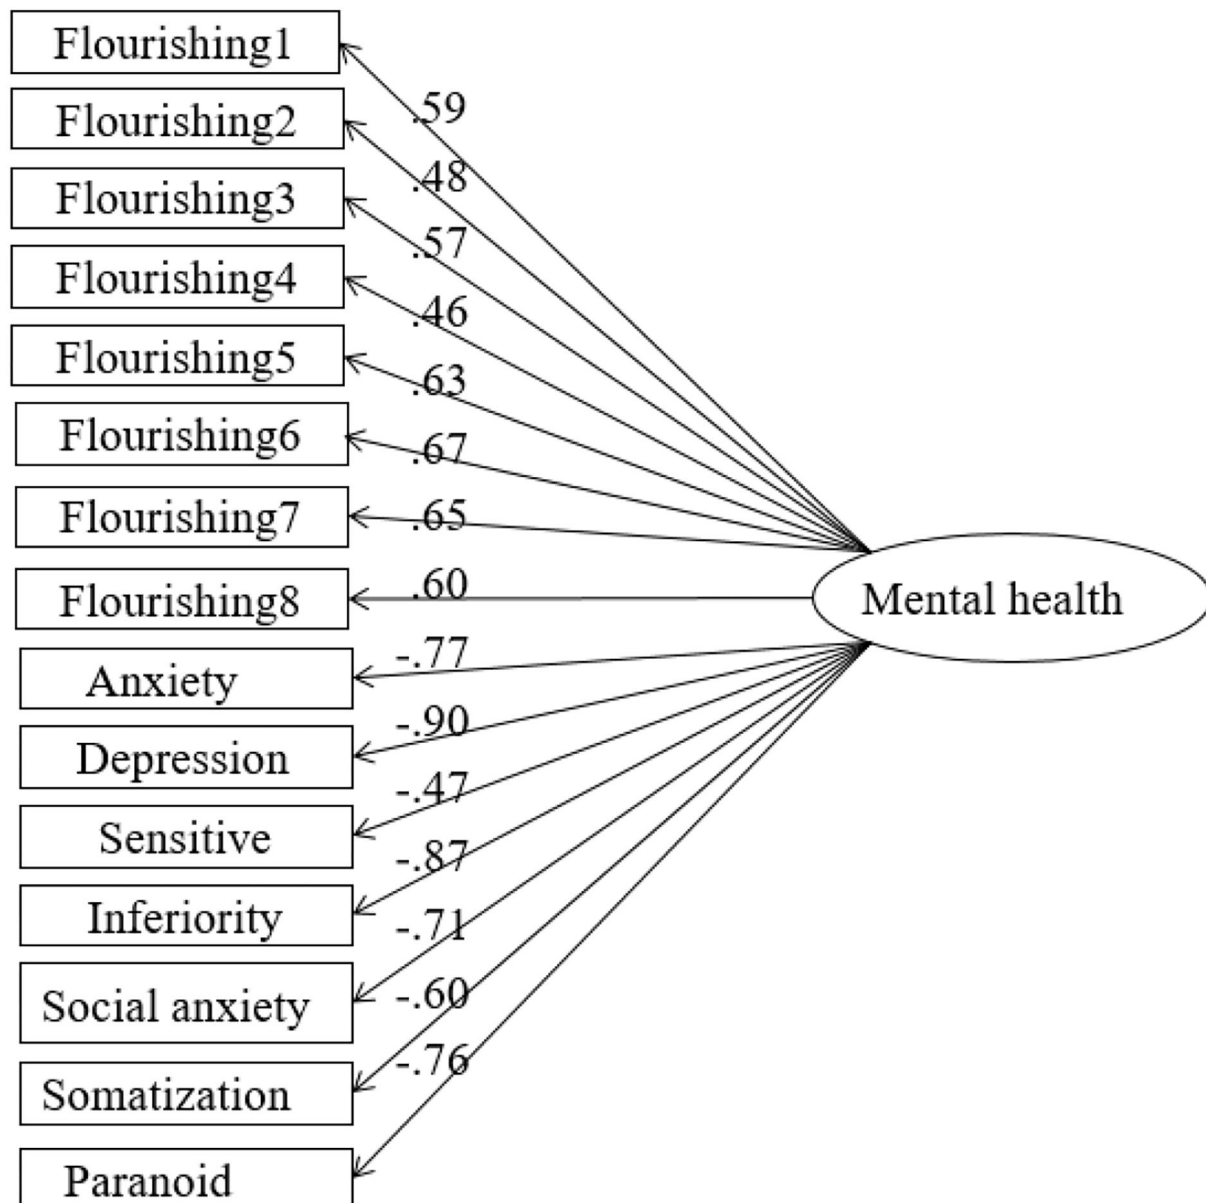 Flourishing1
.59
Flourishing2
.48
Flourishing3
.57
Flourishing4
.46
Flourishing5
.63
Flourishing6
.67
Flourishing7
.65
Flourishing8
.60
Mental health
Anxiety
-.77
Depression
-.90
Sensitive
-.47
Inferiority
-.87
Social anxiety
-.71
Somatization
-.60
Paranoid
-.76